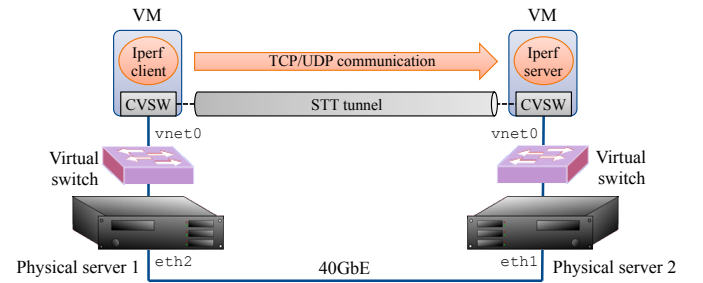 VM
VM
Iperf
client
TCP/UDP communication
Iperf
server
CVSW
STT tunnel
CVSW
vnet0
vnet0
Virtual
switch
Virtual
switch
Physical server 1
eth2
40GbE
eth1
Physical server 2